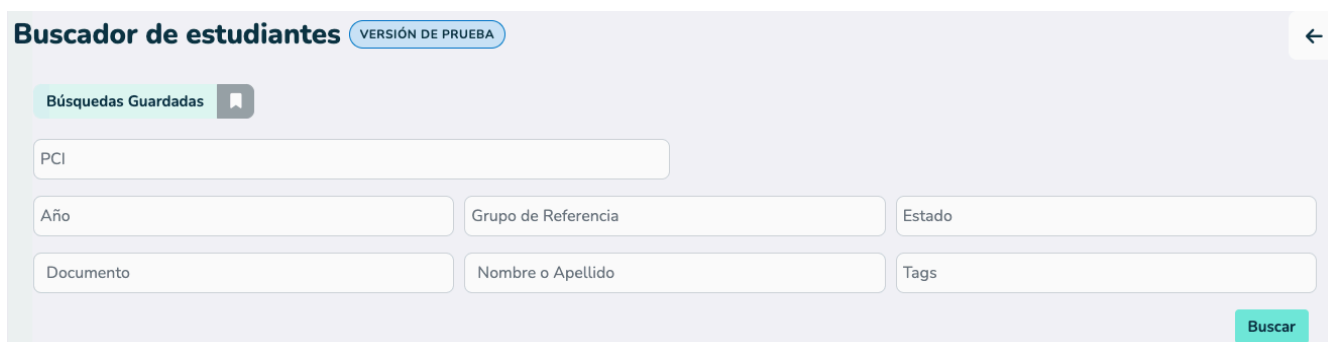 Buscador de estudiantes VERSIÓN DE PRUEBA
Búsquedas Guardadas
PCI
Año Grupo de Referencia Estado
Documento Nombre o Apellido Tags
Buscar